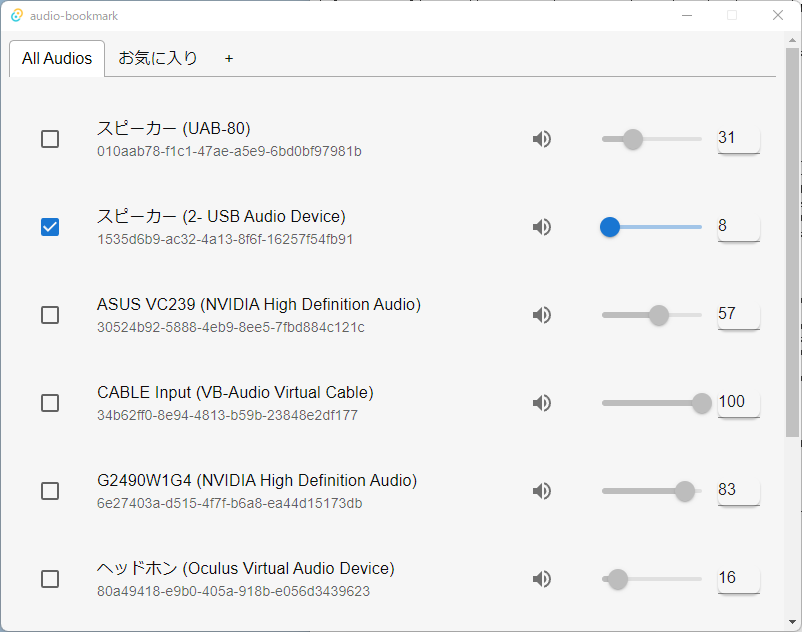 audio-bookmark
All Audios お気に入り +
スピーカー (UAB-80)
010aab78-f1c1-47ae-a5e9-6bd0bf97981b
31
スピーカー (2- USB Audio Device)
1535d6b9-ac32-4a13-8f6f-16257f54fb91
8
ASUS VC239 (NVIDIA High Definition Audio)
30524b92-5888-4eb9-8ee5-7fbd884c121c
57
CABLE Input (VB-Audio Virtual Cable)
34b62ff0-8e94-4813-b59b-23848e2df177
100
G2490W1G4 (NVIDIA High Definition Audio)
6e27403a-d515-4f7f-b6a8-ea44d15173db
83
ヘッドホン (Oculus Virtual Audio Device)
80a49418-e9b0-405a-918b-e056d3439623
16